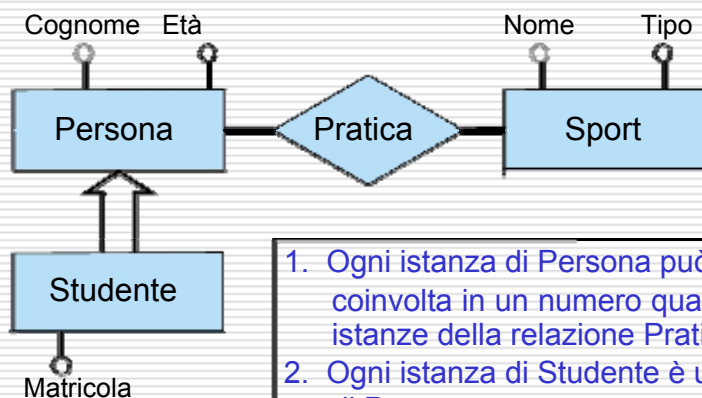 Cognome Età Nome Tipo
Persona Pratica Sport
Studente
Matricola
1. Ogni istanza di Persona può
coinvolta in un numero
istanze della relazione
2. Ogni istanza di Studente è